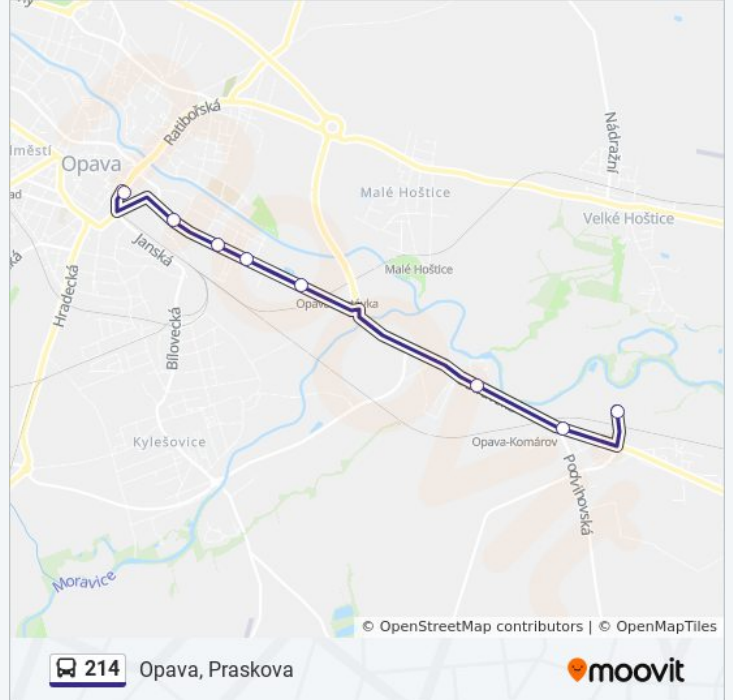 Ratibořská
Nádražní
lměstí
Opava
ad
Malé Hoštice
Velké Hoštice
Janská
Malé Hoštice
Hradecká
Bílovecká
Kylešovice
Opava-Komárov
Podvihovská
Moravice
© OpenStreetMap contributors | © OpenMapTiles
214 Opava, Praskova
moovit